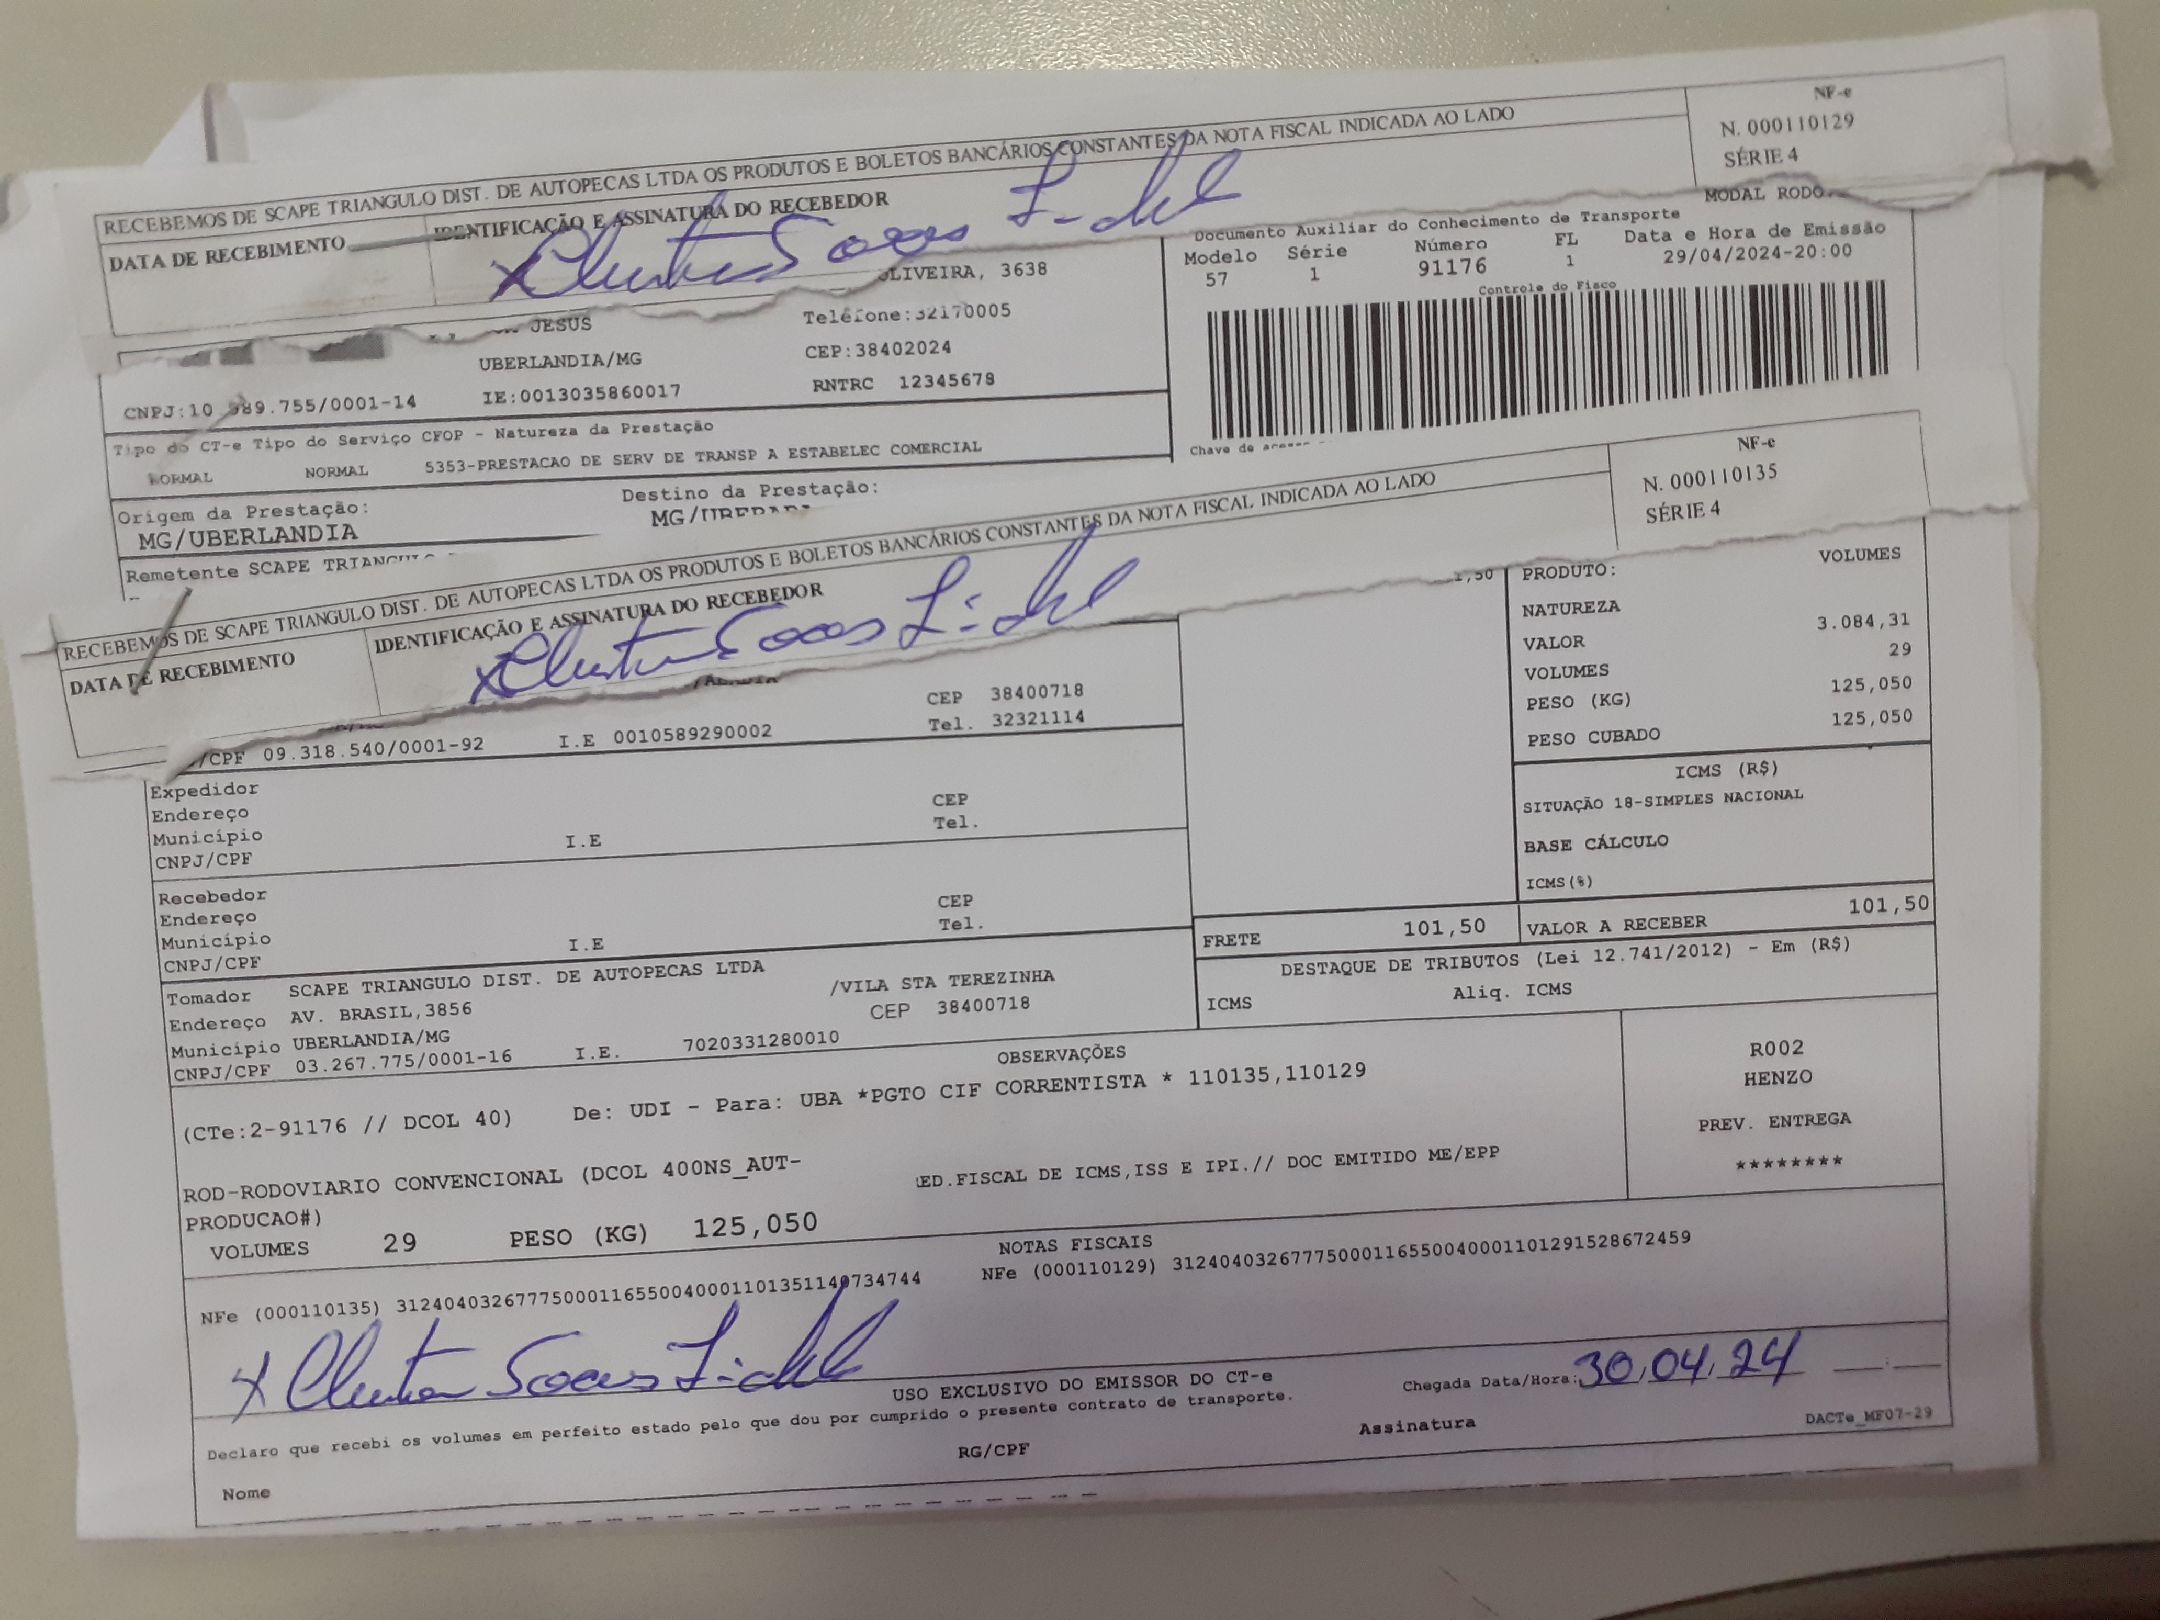 NF-e
N. 000110129
SÉRIE 4
RECEBEMOS DE SCAPE TRIANGULO DIST. DE AUTOPECAS LTDA OS PRODUTOS E BOLETOS BANCÁRIOS CONSTANTES DA NOTA FISCAL INDICADA AO LADO
DATA DE RECEBIMENTO
IDENTIFICAÇÃO E ASSINATURA DO RECEBEDOR
MODAL
Documento Auxiliar do Conhecimento de Transporte
Modelo Série Número FL Data e Hora de Emissão
57 1 91176 1 29/04/2024-20:00
Controle do Fisco
OLIVEIRA, 3638
JESUS Telefone:32170005
UBERLANDIA/MG CEP:38402024
CNPJ:10 989.755/0001-14 IE:0013035860017 RNTRC 12345678
Tipo do CT-e Tipo do Serviço CFOP - Natureza da Prestação
NORMAL NORMAL 5353-PRESTACAO DE SERV DE TRANSP A ESTABELEC COMERCIAL
Chave de
Origem da Prestação: Destino da Prestação:
MG/UBERLANDIA
Remetente SCAPE
NF-e
N. 000110135
SÉRIE 4
RECEBEMOS DE SCAPE TRIANGULO DIST. DE AUTOPECAS LTDA OS PRODUTOS E BOLETOS BANCÁRIOS CONSTANTES DA NOTA FISCAL INDICADA AO LADO
DATA DE RECEBIMENTO
IDENTIFICAÇÃO E ASSINATURA DO RECEBEDOR
PRODUTO: VOLUMES
NATUREZA
VALOR 3.084,31
VOLUMES 29
PESO (KG) 125,050
PESO CUBADO 125,050
CEP 38400718
/CPF 09.318.540/0001-92 I.E 0010589290002 Tel. 32321114
ICMS (R$)
SITUAÇÃO 18-SIMPLES NACIONAL
BASE CÁLCULO
ICMS(%)
Expedidor
Endereço CEP
Município Tel.
CNPJ/CPF I.E
Recebedor
Endereço CEP
Município Tel.
CNPJ/CPF I.E
FRETE 101,50 VALOR A RECEBER 101,50
DESTAQUE DE TRIBUTOS (Lei 12.741/2012) - Em (R$)
ICMS Aliq. ICMS
Tomador SCAPE TRIANGULO DIST. DE AUTOPECAS LTDA
Endereço AV. BRASIL,3856 /VILA STA TEREZINHA
Município UBERLANDIA/MG CEP 38400718
CNPJ/CPF 03.267.775/0001-16 I.E. 7020331280010
OBSERVAÇÕES
(CTe:2-91176 // DCOL 40) De: UDI - Para: UBA *PGTO CIF CORRENTISTA * 110135,110129
R002
HENZO
PREV. ENTREGA
********
ROD-RODOVIARIO CONVENCIONAL (DCOL 400NS_AUT- ED.FISCAL DE ICMS,ISS E IPI.// DOC EMITIDO ME/EPP
PRODUCAO#)
VOLUMES 29 PESO (KG) 125,050
NOTAS FISCAIS
NFe (000110135) 31240403267775000116550040001101351140734744 NFe (000110129) 31240403267775000116550040001101291528672459
USO EXCLUSIVO DO EMISSOR DO CT-e
Chegada Data/Hora: 30,04,24 __:__
Declaro que recebi os volumes em perfeito estado pelo que dou por cumprido o presente contrato de transporte.
Nome RG/CPF Assinatura DACTe_MF07-29